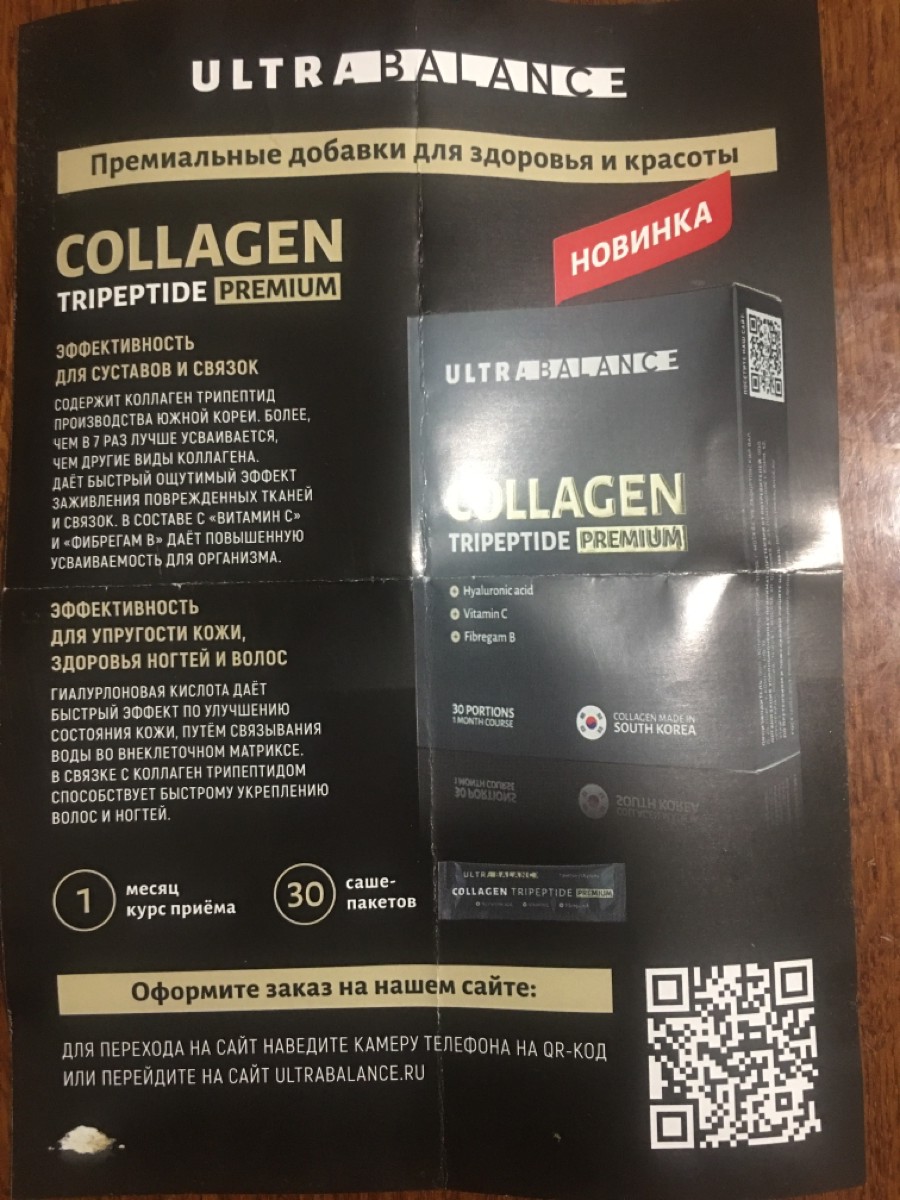 ULTRABALANCE
Премиальные добавки для здоровья и красоты
COLLAGEN
TRIPEPTIDE PREMIUM
НОВИНКА
ЭФФЕКТИВНОСТЬ
ДЛЯ СУСТАВОВ И СВЯЗОК
СОДЕРЖИТ КОЛЛАГЕН ТРИПЕПТИД
ПРОИЗВОДСТВА ЮЖНОЙ КОРЕИ. БОЛЕЕ,
ЧЕМ В 7 РАЗ ЛУЧШЕ УСВАИВАЕТСЯ,
ЧЕМ ДРУГИЕ ВИДЫ КОЛЛАГЕНА.
ДАЁТ БЫСТРЫЙ ОЩУТИМЫЙ ЭФФЕКТ
ЗАЖИВЛЕНИЯ ПОВРЕЖДЕННЫХ ТКАНЕЙ
И СВЯЗОК. В СОСТАВЕ С «ВИТАМИН С»
И «ФИБРЕГАМ В» ДАЁТ ПОВЫШЕННУЮ
УСВАИВАЕМОСТЬ ДЛЯ ОРГАНИЗМА.
ЭФФЕКТИВНОСТЬ
ДЛЯ УПРУГОСТИ КОЖИ,
ЗДОРОВЬЯ НОГТЕЙ И ВОЛОС
ГИАЛУРЛОНОВАЯ КИСЛОТА ДАЁТ
БЫСТРЫЙ ЭФФЕКТ ПО УЛУЧШЕНИЮ
СОСТОЯНИЯ КОЖИ, ПУТЁМ СВЯЗЫВАНИЯ
ВОДЫ ВО ВНЕКЛЕТОЧНОМ МАТРИКСЕ.
В СВЯЗКЕ С КОЛЛАГЕН ТРИПЕПТИДОМ
СПОСОБСТВУЕТ БЫСТРОМУ УКРЕПЛЕНИЮ
ВОЛОС И НОГТЕЙ.
ULTRABALANCE
COLLAGEN
TRIPEPTIDE PREMIUM
Hyaluronic acid
Vitamin C
Fibregam B
30 PORTIONS
1 MONTH COURSE
COLLAGEN MADE IN
SOUTH KOREA
ПОСЕТИТЕ НАШ САЙТ
1 месяц
курс приёма
30 саше-
пакетов
ULTRABALANCE
COLLAGEN TRIPEPTIDE PREMIUM
Оформите заказ на нашем сайте:
ДЛЯ ПЕРЕХОДА НА САЙТ НАВЕДИТЕ КАМЕРУ ТЕЛЕФОНА НА QR-КОД
ИЛИ ПЕРЕЙДИТЕ НА САЙТ ULTRABALANCE.RU